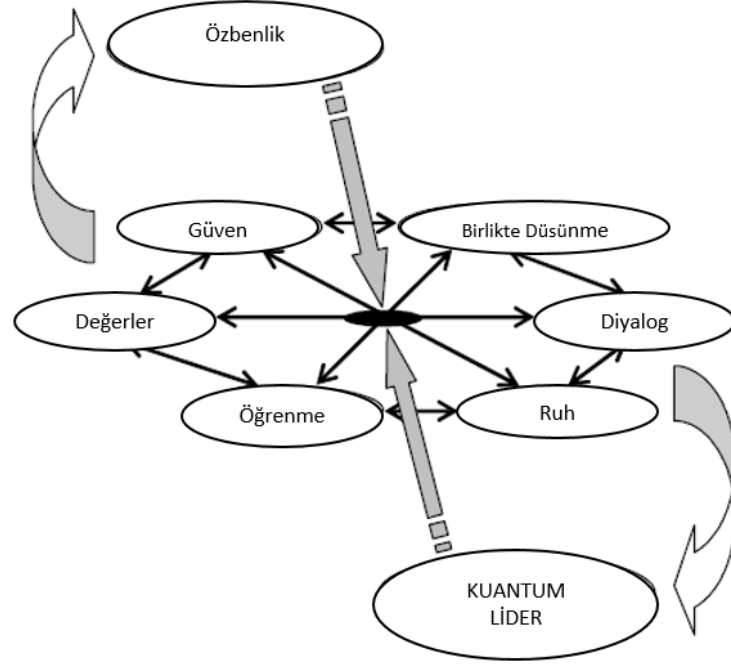 Özbenlik
Güven
Birlikte Düsünme
Değerler
Diyalog
Öğrenme
Ruh
KUANTUM
LİDER